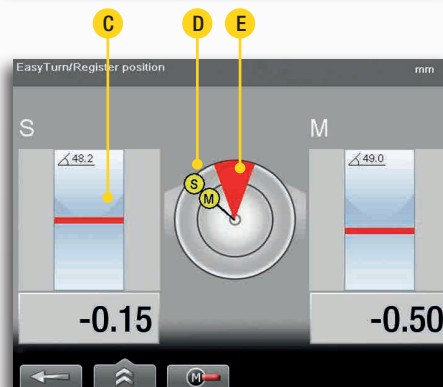 C D E
EasyTurn/Register position mm
S M
48.2 49.0
S
M
-0.15 -0.50
M